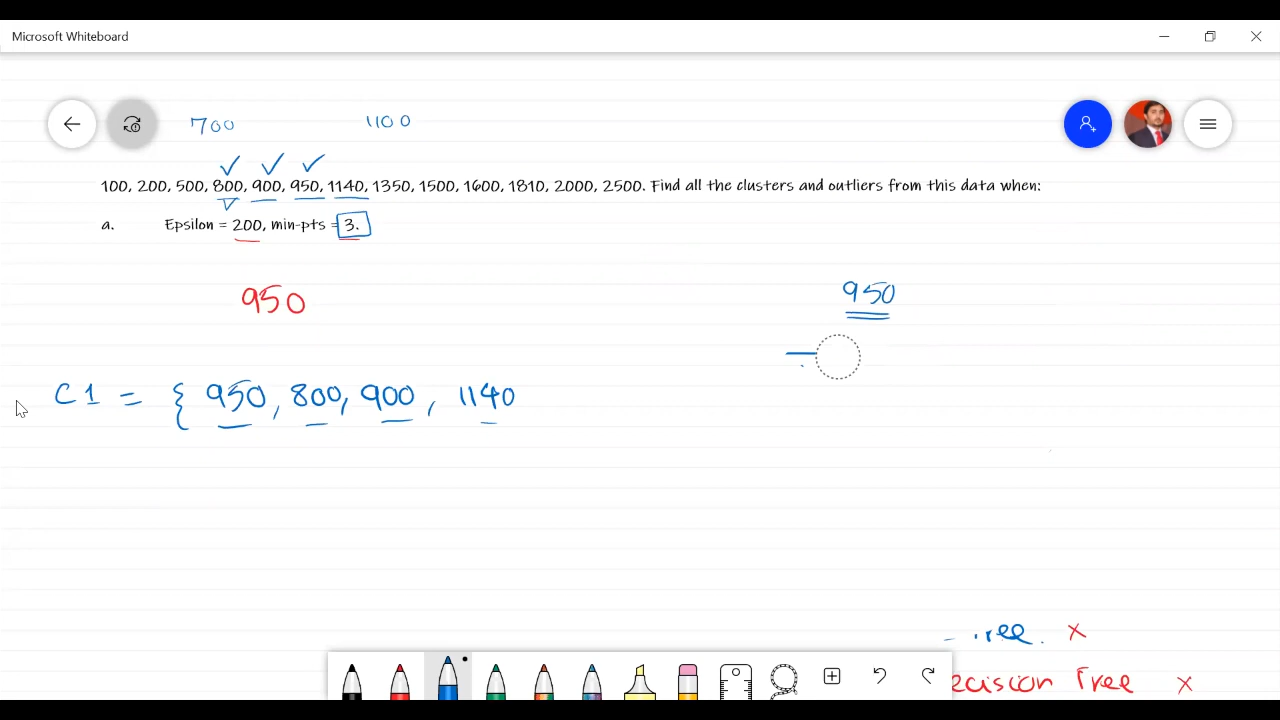 Microsoft Whiteboard
700 1100
100, 200, 500, 800, 900, 950, 1140, 1350, 1500, 1600, 1810, 2000, 2500. Find all the clusters and outliers from this data when:
a. Epsilon = 200, min-pts = 3.
950
950
C1 = { 950, 800, 900, 1140
Tree. x
ecision Tree x